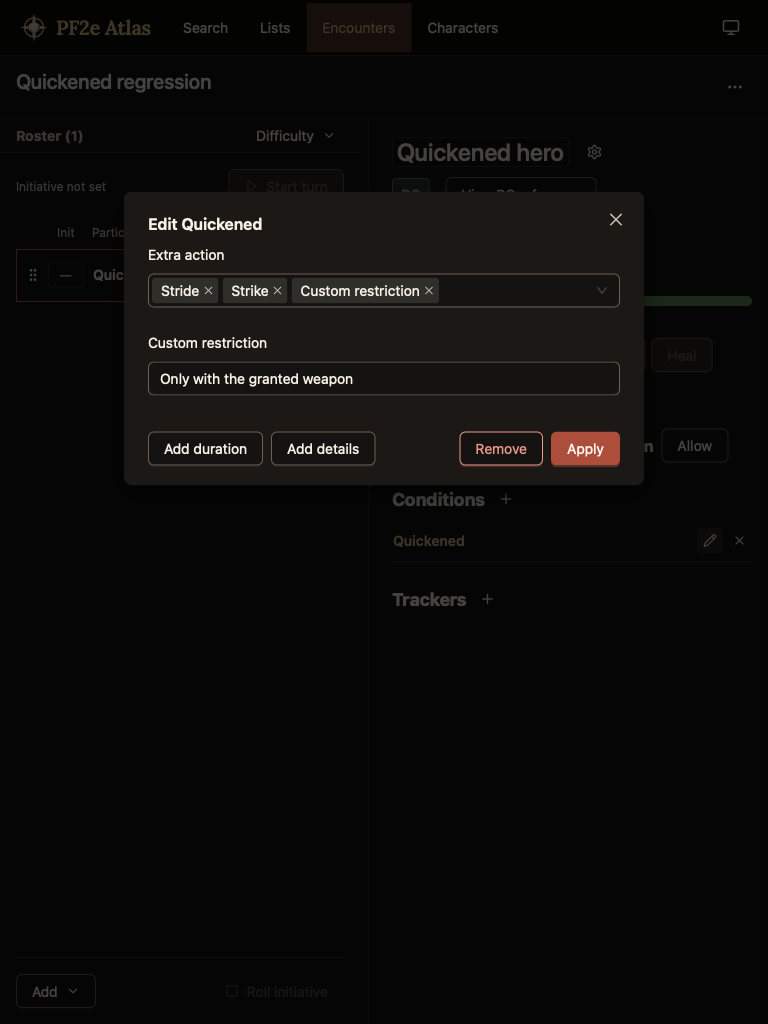 PF2e Atlas Search Lists Encounters Characters
Quickened regression
Roster (1) Difficulty
Initiative not set Start turn
Init
Quickened hero
Edit Quickened
Extra action
Stride Strike Custom restriction
Custom restriction
Only with the granted weapon
Add duration Add details Remove Apply
Heal
Allow
Conditions
Quickened
Trackers
Add Roll initiative